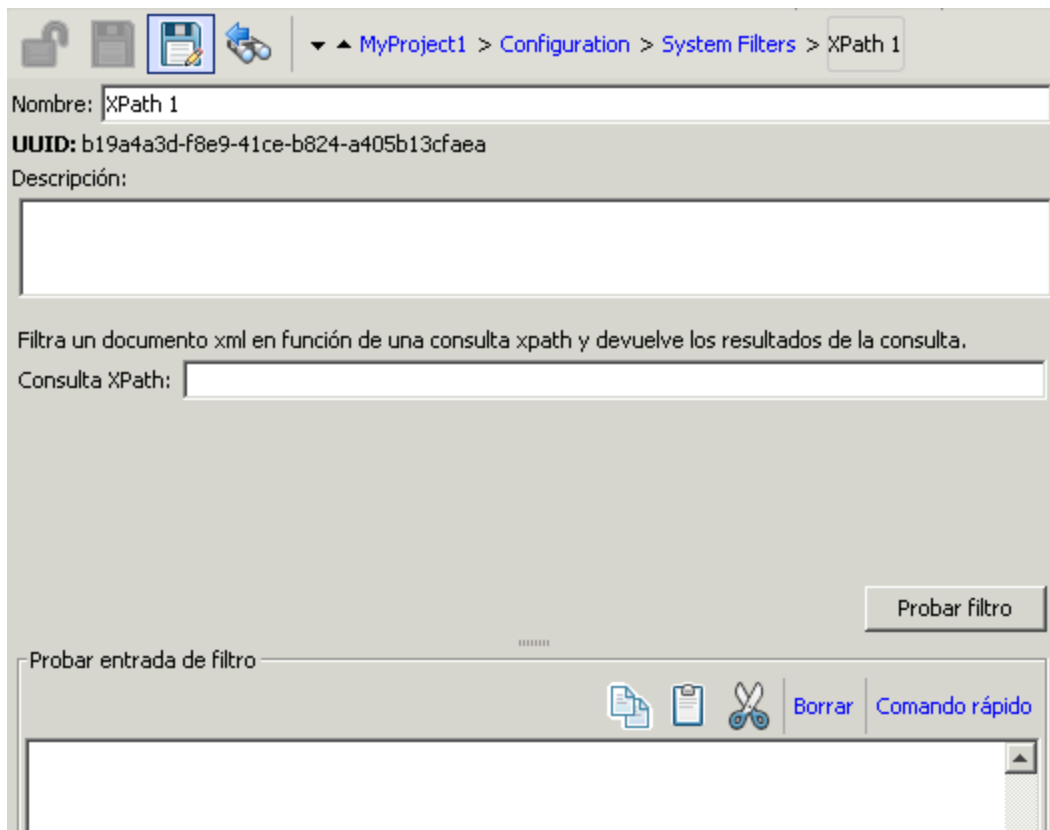 MyProject1 > Configuration > System Filters > XPath 1
Nombre: XPath 1
UUID: b19a4a3d-f8e9-41ce-b824-a405b13cfaea
Descripción:
Filtra un documento xml en función de una consulta xpath y devuelve los resultados de la consulta.
Consulta XPath:
Probar filtro
Probar entrada de filtro
Borrar Comando rápido